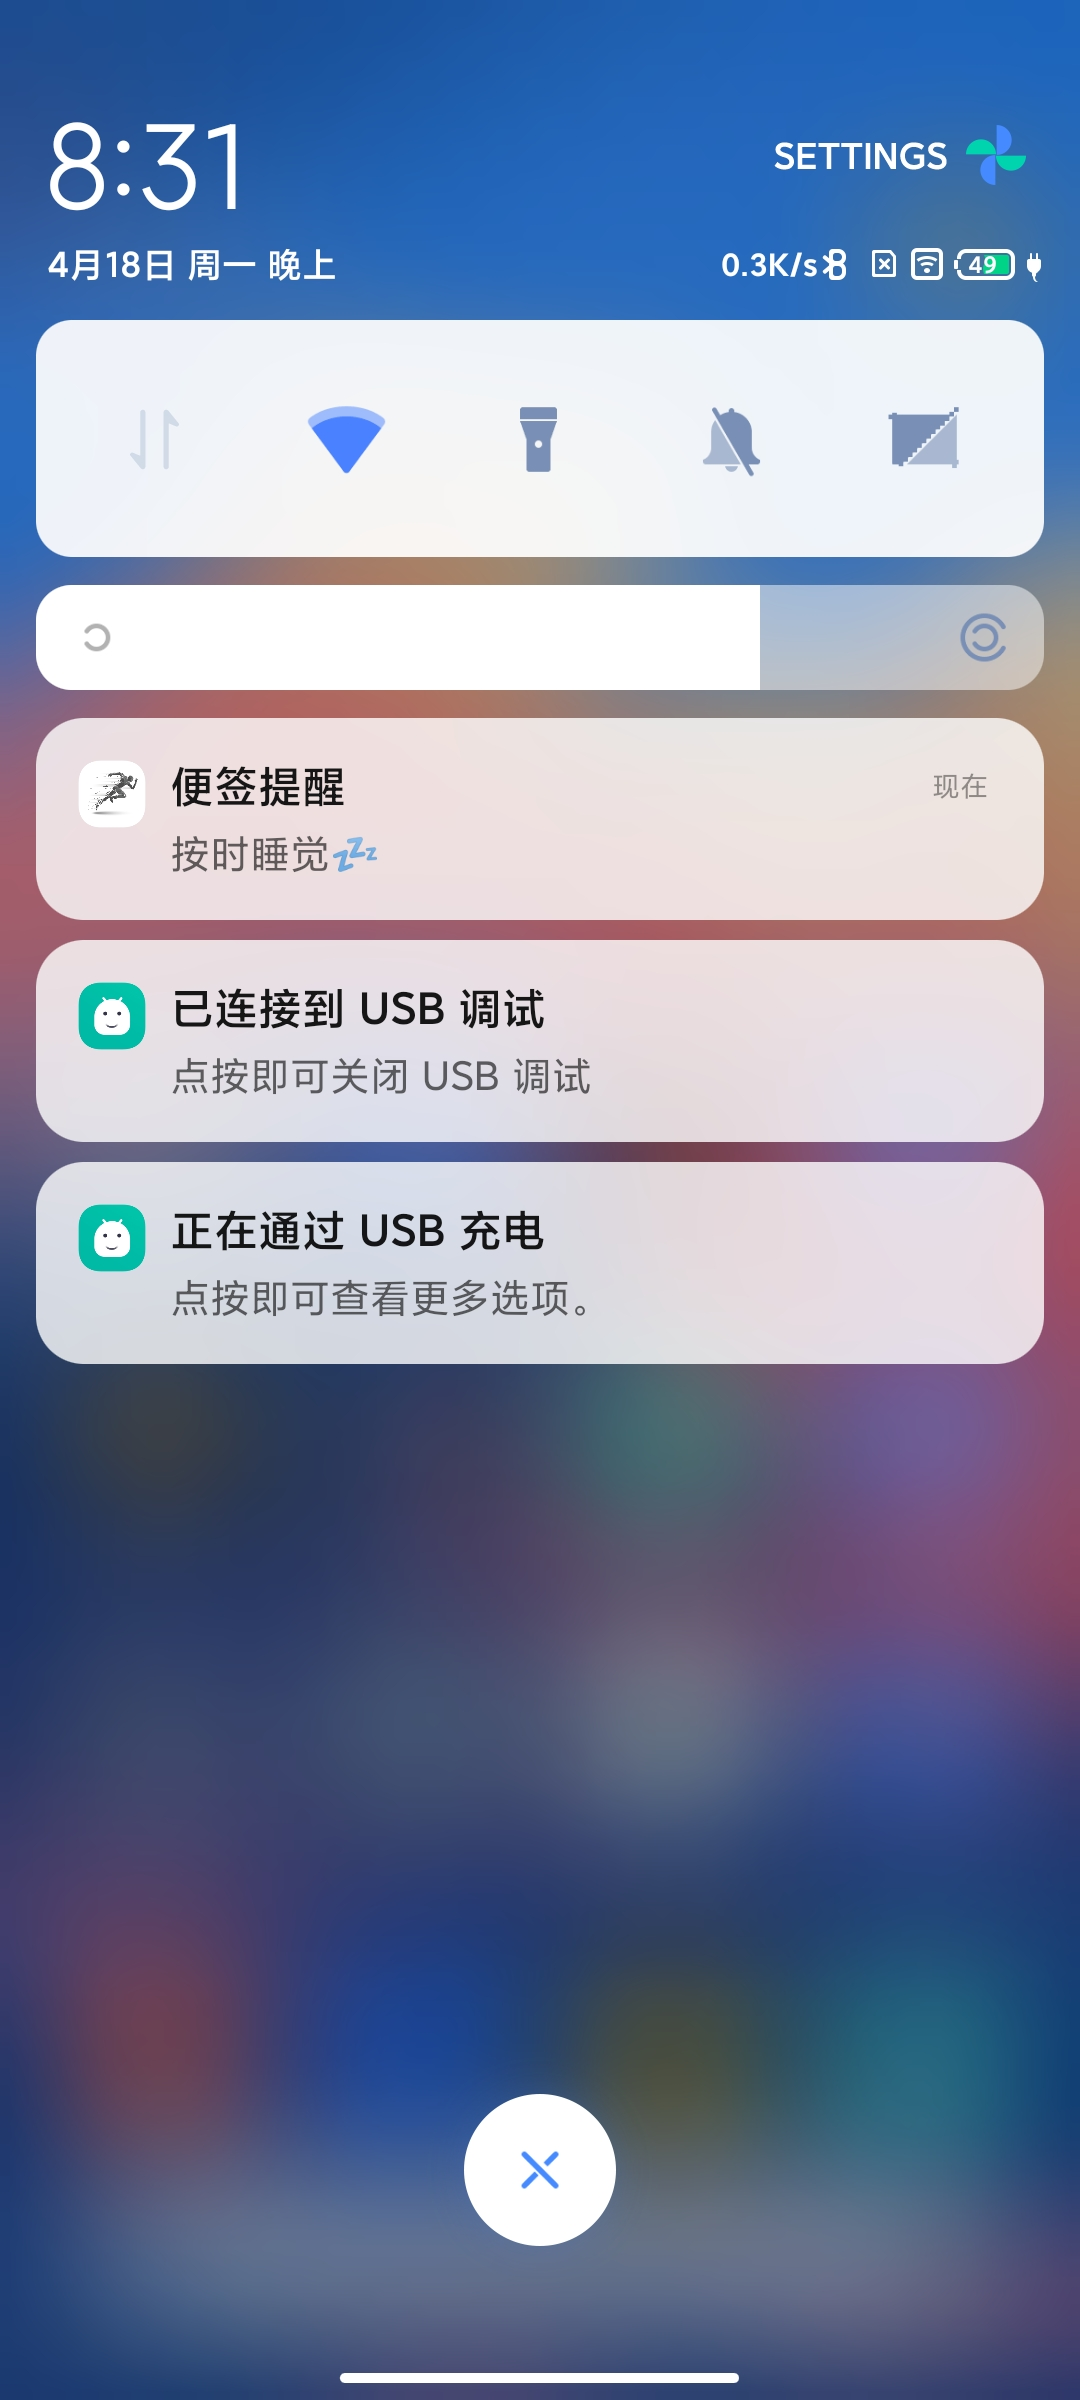 8:31
SETTINGS
4月18日 周一 晚上
0.3K/s
49
便签提醒
现在
按时睡觉💤
已连接到 USB 调试
点按即可关闭 USB 调试
正在通过 USB 充电
点按即可查看更多选项。